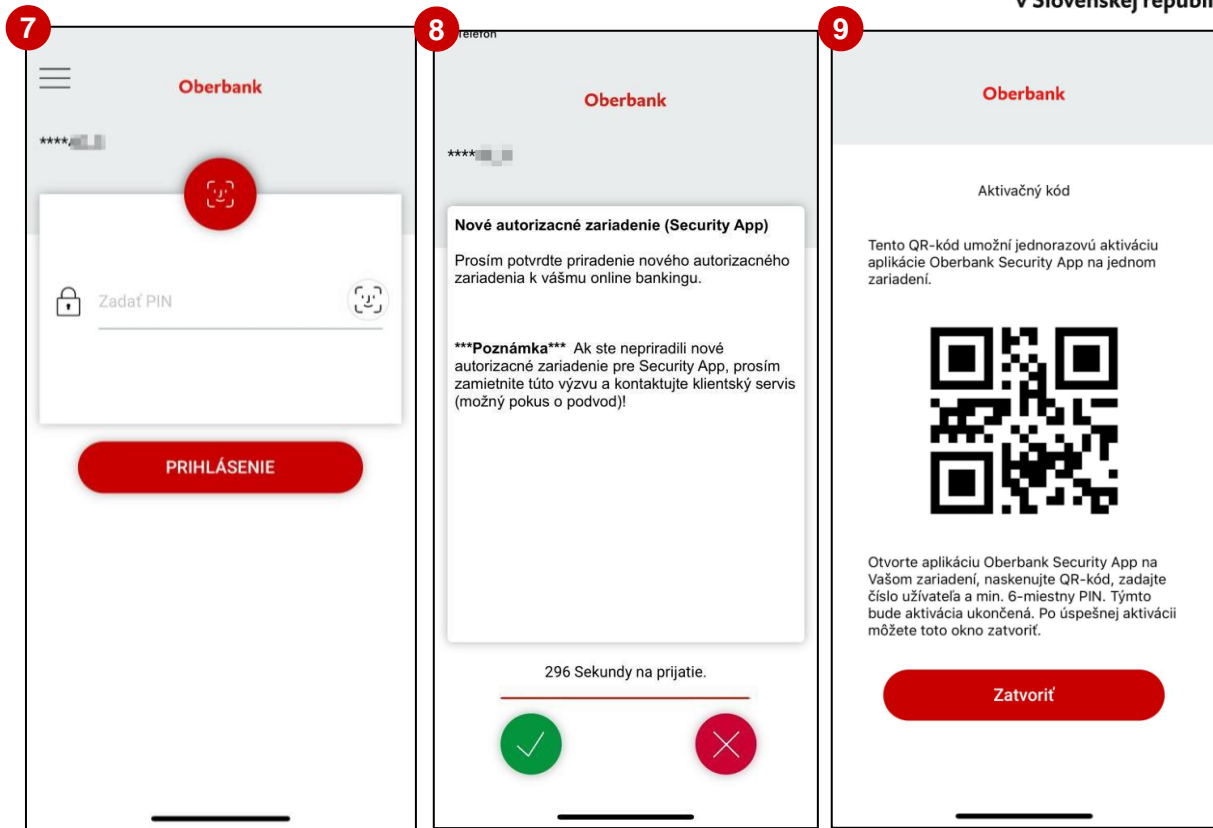 v Slovenskej republi
7
Oberbank
****
Zadať PIN
PRIHLÁSENIE
8
Telefón
Oberbank
****
Nové autorizacné zariadenie (Security App)
Prosím potvrdte priradenie nového autorizacného
zariadenia k vášmu online bankingu.
***Poznámka*** Ak ste nepriradili nové
autorizacné zariadenie pre Security App, prosím
zamietnite túto výzvu a kontaktujte klientský servis
(možný pokus o podvod)!
296 Sekundy na prijatie.
9
Oberbank
Aktivačný kód
Tento QR-kód umožní jednorazovú aktiváciu
aplikácie Oberbank Security App na jednom
zariadení.
Otvorte aplikáciu Oberbank Security App na
Vašom zariadení, naskenujte QR-kód, zadajte
číslo užívateľa a min. 6-miestny PIN. Týmto
bude aktivácia ukončená. Po úspešnej aktivácii
môžete toto okno zatvoriť.
Zatvoriť